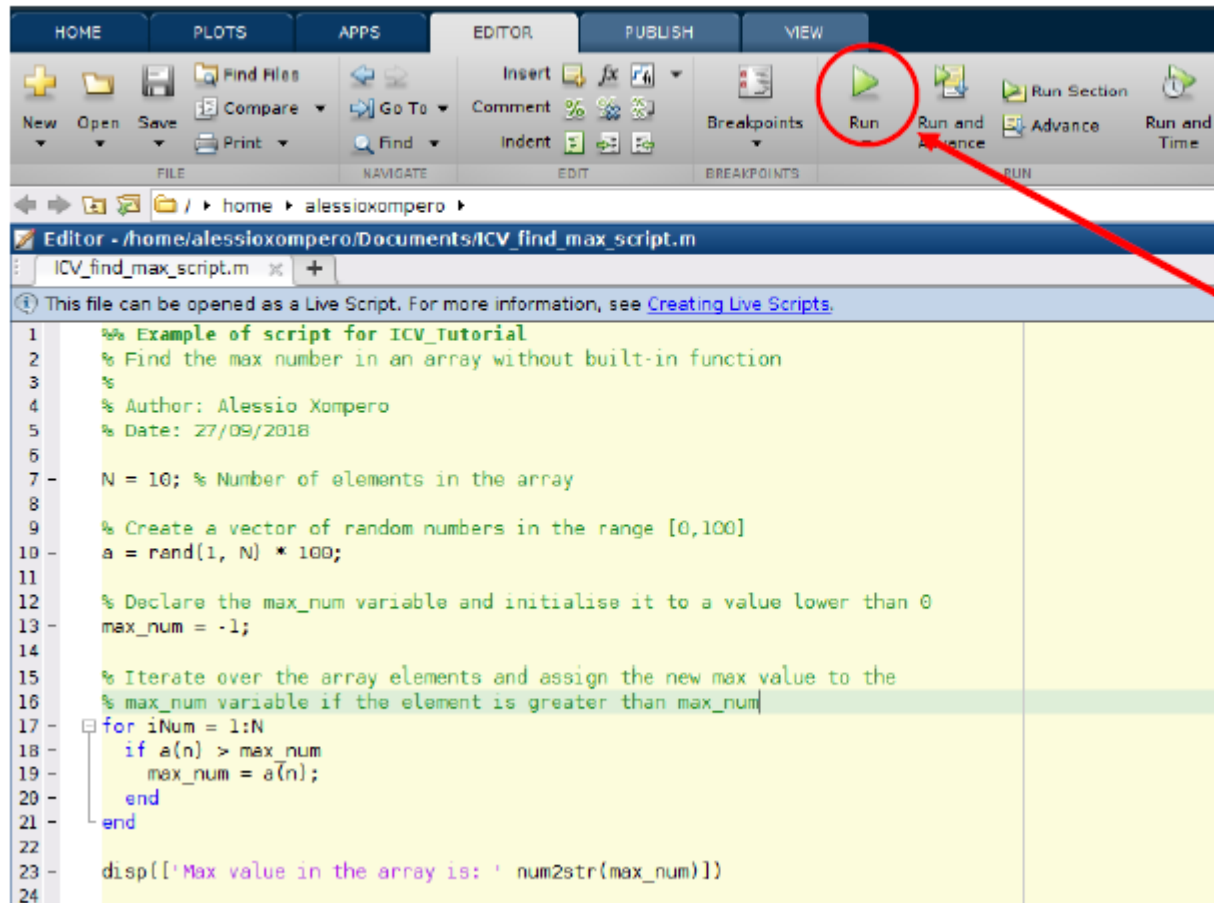 HOME PLOTS APPS EDITOR PUBLISH VIEW
New Open Save Find Files Compare Print
FILE
Go To Find
NAVIGATE
Insert fx
Comment
Indent
EDIT
Breakpoints
BREAKPOINTS
Run Run and Advance Run Section Advance Run and Time
RUN
/ home alessioxompero
Editor - /home/alessioxompero/Documents/ICV_find_max_script.m
ICV_find_max_script.m × +
This file can be opened as a Live Script. For more information, see Creating Live Scripts.
1 %% Example of script for ICV_Tutorial
2 % Find the max number in an array without built-in function
3 %
4 % Author: Alessio Xompero
5 % Date: 27/09/2018
6
7 - N = 10; % Number of elements in the array
8
9 % Create a vector of random numbers in the range [0,100]
10 - a = rand(1, N) * 100;
11
12 % Declare the max_num variable and initialise it to a value lower than 0
13 - max_num = -1;
14
15 % Iterate over the array elements and assign the new max value to the
16 % max_num variable if the element is greater than max_num
17 - for iNum = 1:N
18 - if a(n) > max_num
19 - max_num = a(n);
20 - end
21 - end
22
23 - disp(['Max value in the array is: ' num2str(max_num)])
24